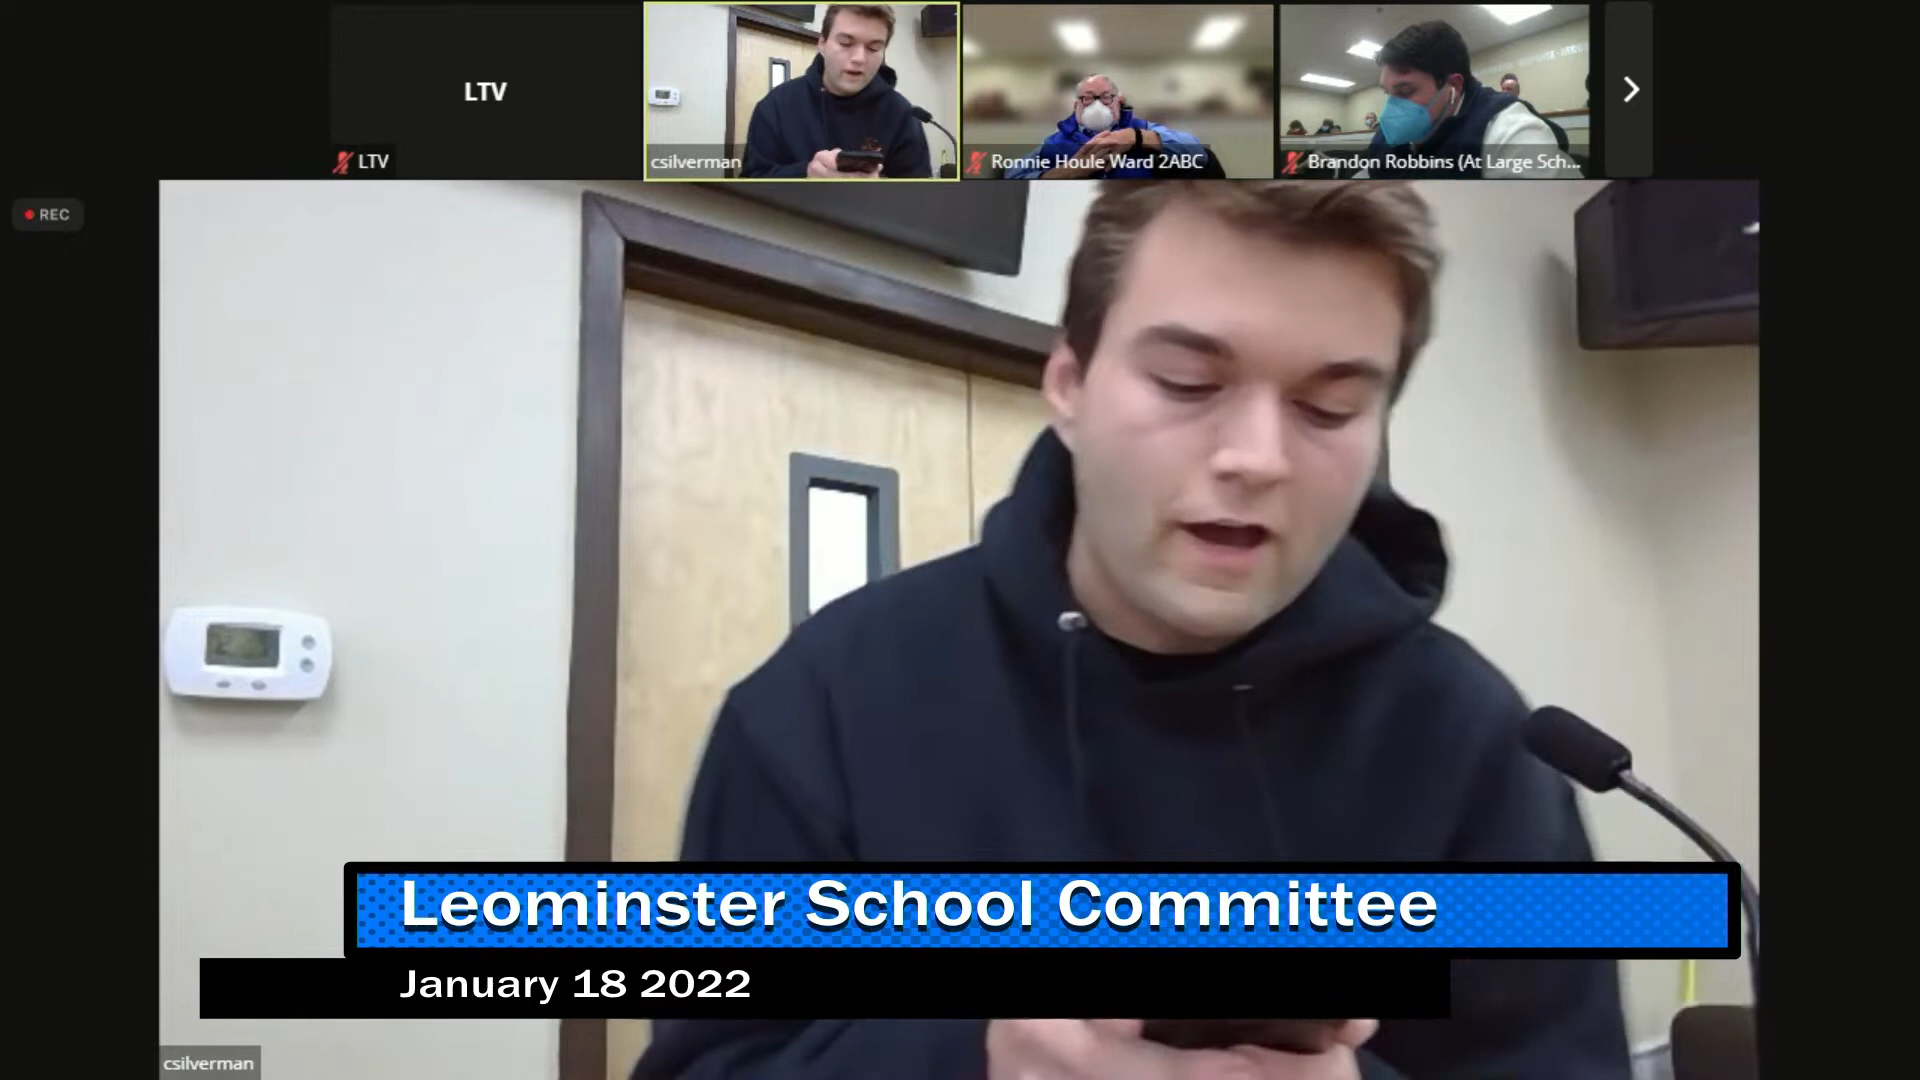 LTV
LTV
csilverman
Ronnie Houle Ward 2ABC
Brandon Robbins (At Large Sch...
REC
Leominster School Committee
January 18 2022
csilverman